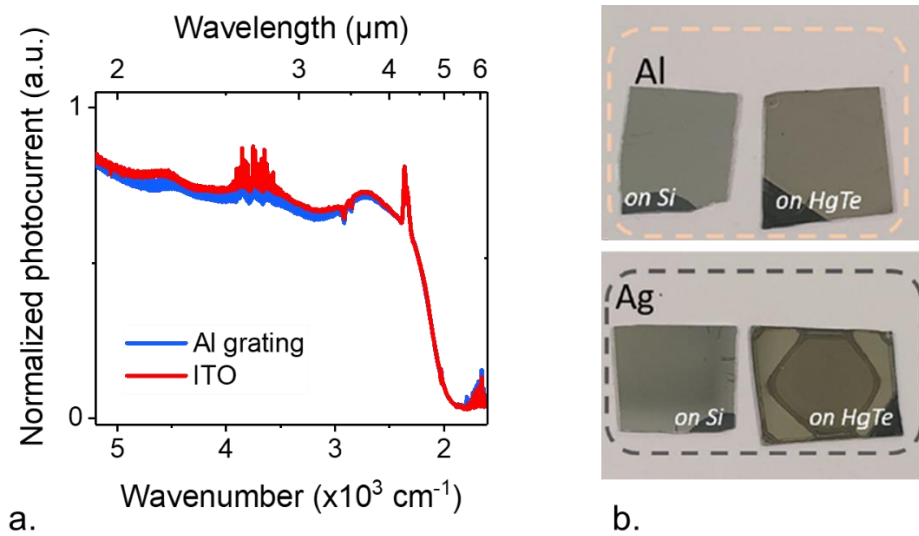 Wavelength (µm)
2 3 4 5 6
1
0
Normalized photocurrent (a.u.)
Al grating
ITO
5 4 3 2
Wavenumber (x10³ cm⁻¹)
a.
Al
on Si
on HgTe
Ag
on Si
on HgTe
b.